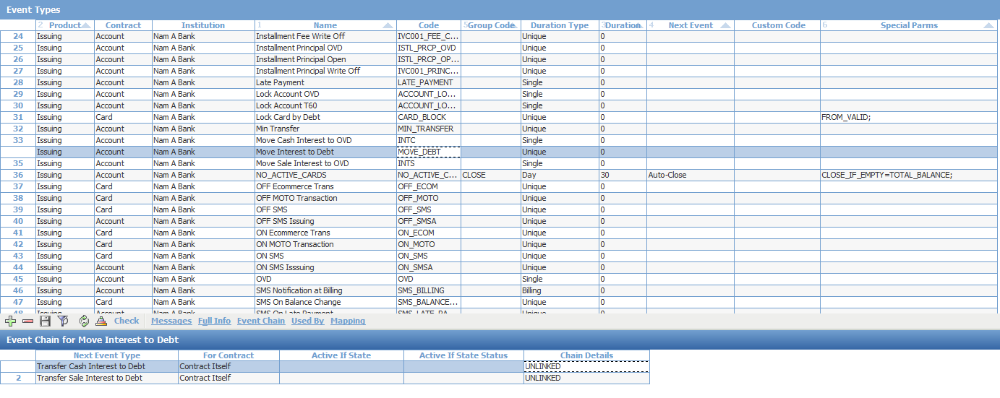 Event Types
2 Product Contract Institution 1 Name Code 5 Group Code Duration Type 3 Duration 4 Next Event Custom Code 6 Special Parms
24 Issuing Account Nam A Bank Installment Fee Write Off IVC001_FEE_C... Unique 0
25 Issuing Account Nam A Bank Installment Principal OVD ISTL_PRCP_OVD Unique 0
26 Issuing Account Nam A Bank Installment Principal Open ISTL_PRCP_OP... Unique 0
27 Issuing Account Nam A Bank Installment Principal Write Off IVC001_PRINC... Unique 0
28 Issuing Account Nam A Bank Late Payment LATE_PAYMENT Single 0
29 Issuing Account Nam A Bank Lock Account OVD ACCOUNT_LO... Single 0
30 Issuing Account Nam A Bank Lock Account T60 ACCOUNT_LO... Single 0
31 Issuing Card Nam A Bank Lock Card by Debt CARD_BLOCK Unique 0 FROM_VALID;
32 Issuing Account Nam A Bank Min Transfer MIN_TRANSFER Unique 0
33 Issuing Account Nam A Bank Move Cash Interest to OVD INTC Single 0
Issuing Account Nam A Bank Move Interest to Debt MOVE_DEBT Unique 0
35 Issuing Account Nam A Bank Move Sale Interest to OVD INTS Single 0
36 Issuing Account Nam A Bank NO_ACTIVE_CARDS NO_ACTIVE_C... CLOSE Day 30 Auto-Close CLOSE_IF_EMPTY=TOTAL_BALANCE;
37 Issuing Card Nam A Bank OFF Ecommerce Trans OFF_ECOM Unique 0
38 Issuing Card Nam A Bank OFF MOTO Transaction OFF_MOTO Unique 0
39 Issuing Card Nam A Bank OFF SMS OFF_SMS Unique 0
40 Issuing Account Nam A Bank OFF SMS Issuing OFF_SMSA Unique 0
41 Issuing Card Nam A Bank ON Ecommerce Trans ON_ECOM Unique 0
42 Issuing Card Nam A Bank ON MOTO Transaction ON_MOTO Unique 0
43 Issuing Card Nam A Bank ON SMS ON_SMS Unique 0
44 Issuing Account Nam A Bank ON SMS Isssuing ON_SMSA Unique 0
45 Issuing Account Nam A Bank OVD OVD Single 0
46 Issuing Account Nam A Bank SMS Notification at Billing SMS_BILLING Billing 0
47 Issuing Card Nam A Bank SMS On Balance Change SMS_BALANCE... Unique 0
48 Issuing Account Nam A Bank SMS On Late Payment SMS_LATE_PA... Unique 0
Check Messages Full Info Event Chain Used By Mapping
Event Chain for Move Interest to Debt
Next Event Type For Contract Active If State Active If State Status Chain Details
Transfer Cash Interest to Debt Contract Itself UNLINKED
2 Transfer Sale Interest to Debt Contract Itself UNLINKED